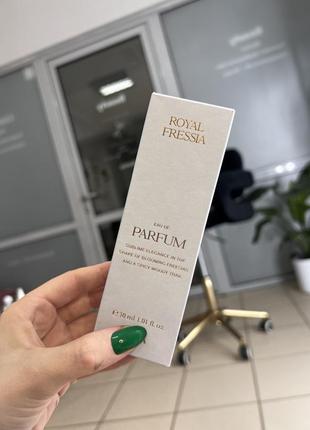 ROYAL
FRESSIA
EAU DE
PARFUM
SUBLIME ELEGANCE IN THE
SHAPE OF BLOOMING FREESIAS
AND A SPICY WOODY TRAIL
e 30 ml 1.01 fl. oz.